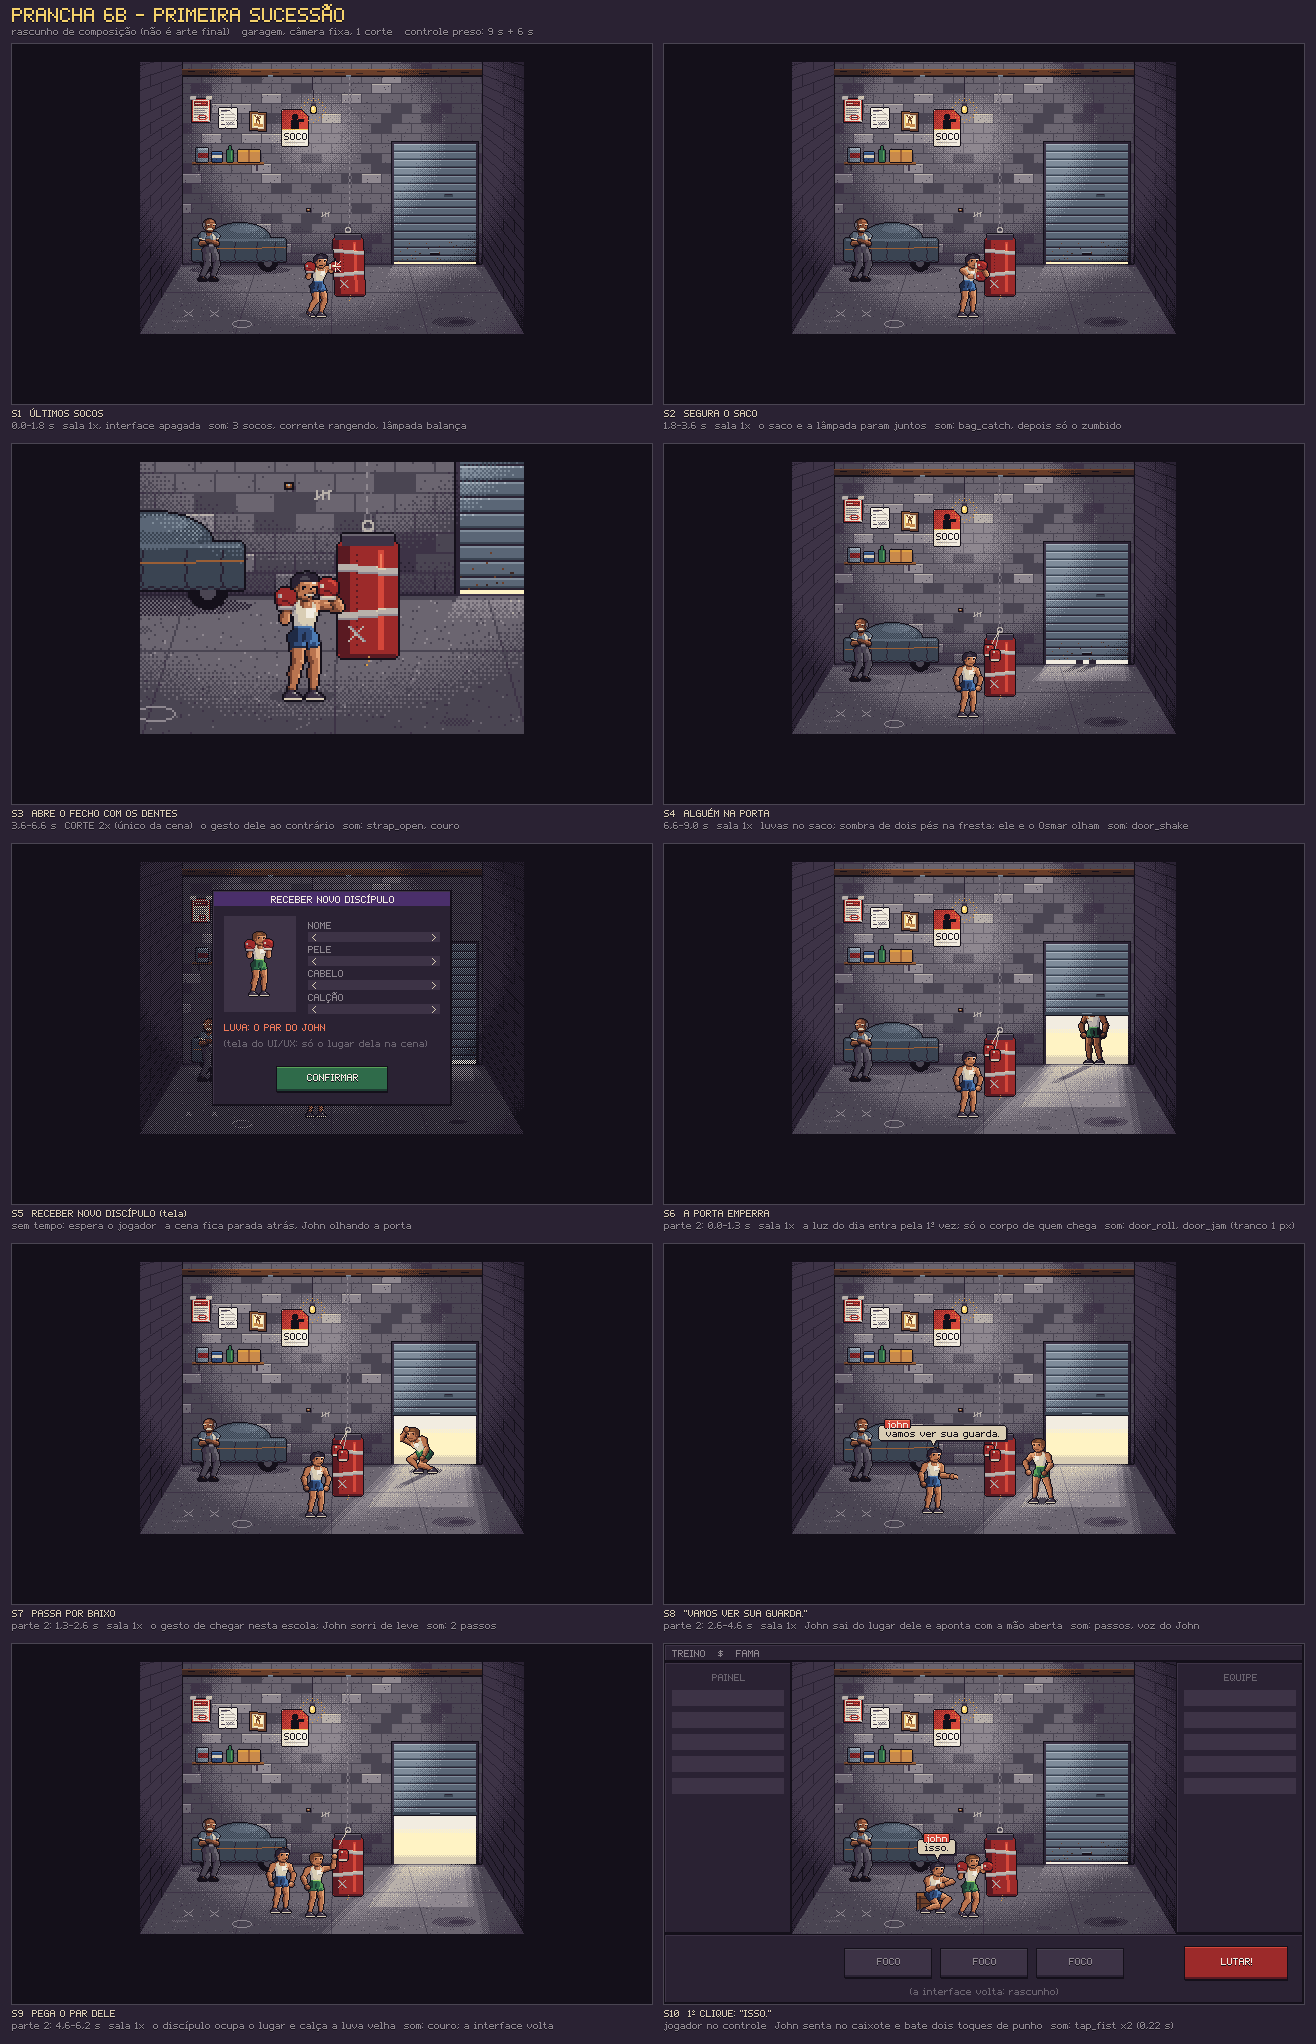 PRANCHA 6B - PRIMEIRA SUCESSÃO
rascunho de composição (não é arte final) garagem, câmera fixa, 1 corte controle preso: 9 s + 6 s
SOCO
SOCO
S1 ÚLTIMOS SOCOS
0,0-1,8 s sala 1x, interface apagada som: 3 socos, corrente rangendo, lâmpada balança
S2 SEGURA O SACO
1,8-3,6 s sala 1x o saco e a lâmpada param juntos som: bag_catch, depois só o zumbido
SOCO
S3 ABRE O FECHO COM OS DENTES
3,6-6,6 s CORTE 2x (único da cena) o gesto dele ao contrário som: strap_open, couro
S4 ALGUÉM NA PORTA
6,6-9,0 s sala 1x luvas no saco; sombra de dois pés na fresta; ele e o Osmar olham som: door_shake
RECEBER NOVO DISCÍPULO
NOME
< >
PELE
< >
CABELO
< >
CALÇÃO
< >
LUVA: O PAR DO JOHN
(tela do UI/UX: só o lugar dela na cena)
CONFIRMAR
SOCO
S5 RECEBER NOVO DISCÍPULO (tela)
sem tempo: espera o jogador a cena fica parada atrás, John olhando a porta
S6 A PORTA EMPERRA
parte 2: 0,0-1,3 s sala 1x a luz do dia entra pela 1ª vez; só o corpo de quem chega som: door_roll, door_jam (tranco 1 px)
SOCO
SOCO
john
vamos ver sua guarda.
S7 PASSA POR BAIXO
parte 2: 1,3-2,6 s sala 1x o gesto de chegar nesta escola; John sorri de leve som: 2 passos
S8 "VAMOS VER SUA GUARDA."
parte 2: 2,6-4,6 s sala 1x John sai do lugar dele e aponta com a mão aberta som: passos, voz do John
SOCO
TREINO $ FAMA
PAINEL
EQUIPE
SOCO
john
isso.
FOCO
FOCO
FOCO
LUTAR!
(a interface volta: rascunho)
S9 PEGA O PAR DELE
parte 2: 4,6-6,2 s sala 1x o discípulo ocupa o lugar e calça a luva velha som: couro; a interface volta
S10 1º CLIQUE: "ISSO."
jogador no controle John senta no caixote e bate dois toques de punho som: tap_fist x2 (0,22 s)